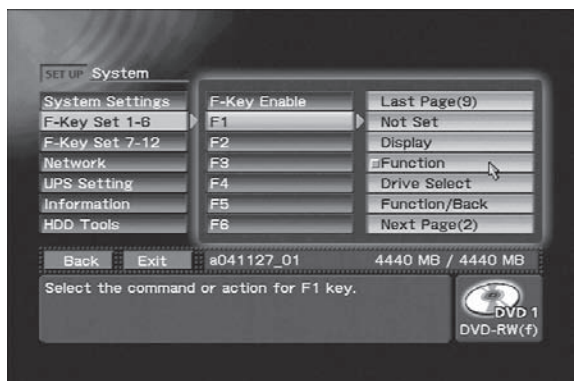 SET UP System
System Settings
F-Key Set 1-6
F-Key Set 7-12
Network
UPS Setting
Information
HDD Tools
F-Key Enable
F1
F2
F3
F4
F5
F6
Last Page(9)
Not Set
Display
Function
Drive Select
Function/Back
Next Page(2)
Back Exit a041127_01 4440 MB / 4440 MB
Select the command or action for F1 key.
DVD 1
DVD-RW(f)